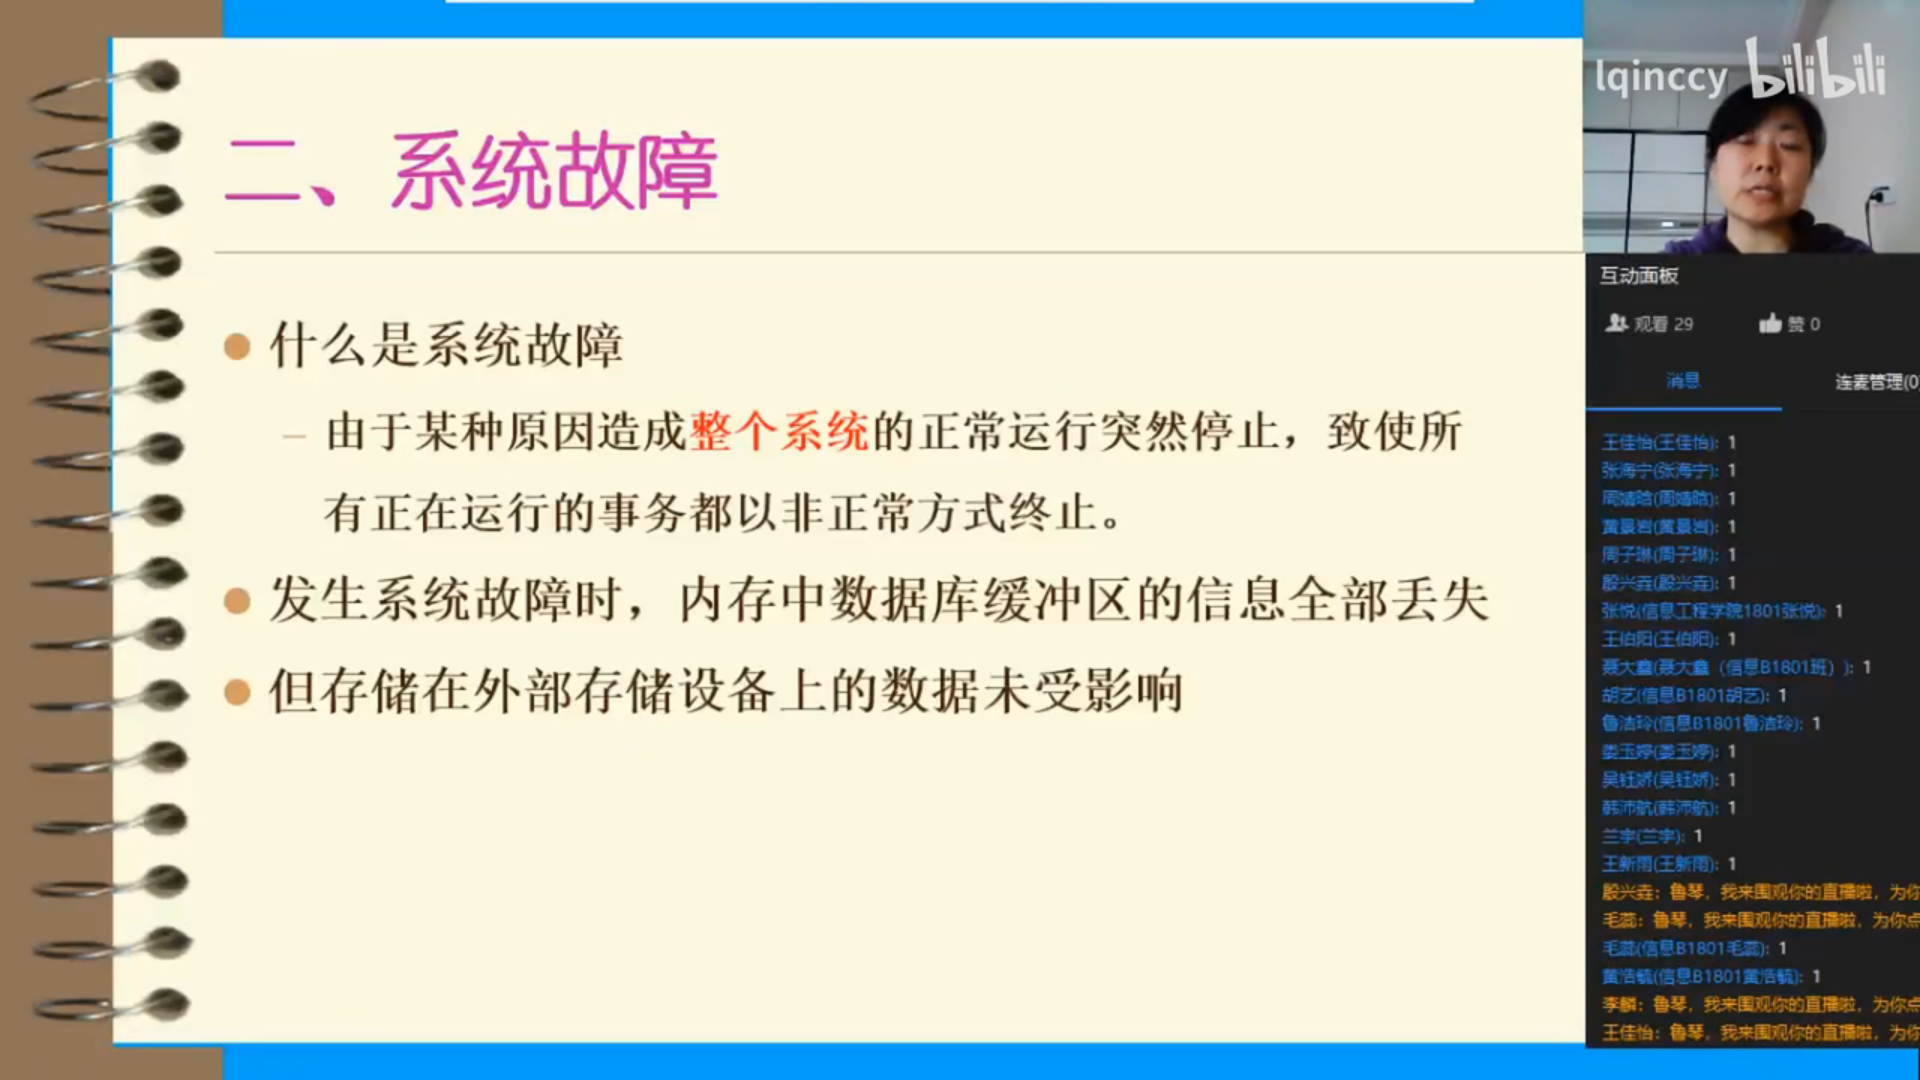 二、系统故障
什么是系统故障
– 由于某种原因造成整个系统的正常运行突然停止，致使所
有正在运行的事务都以非正常方式终止。
发生系统故障时，内存中数据库缓冲区的信息全部丢失
但存储在外部存储设备上的数据未受影响
lqinccy bilibili
互动面板
观看 29 赞 0
消息 连麦管理(0
王佳怡(王佳怡): 1
张海宁(张海宁): 1
黄景岩(黄景岩): 1
周子琳(周子琳): 1
殷兴垚(殷兴垚): 1
张悦(信息工程学院1801张悦): 1
王伯阳(王伯阳): 1
聂大鑫(聂大鑫（信息B1801班）): 1
胡艺(信息B1801胡艺): 1
鲁洁玲(信息B1801鲁洁玲): 1
娄玉婷(娄玉婷): 1
吴钰娇(吴钰娇): 1
韩沛航(韩沛航): 1
兰宇(兰宇): 1
王新雨(王新雨): 1
殷兴垚: 鲁琴，我来围观你的直播啦，为你
毛蕊: 鲁琴，我来围观你的直播啦，为你点
毛蕊(信息B1801毛蕊): 1
黄浩毓(信息B1801黄浩毓): 1
李麟: 鲁琴，我来围观你的直播啦，为你点
王佳怡: 鲁琴，我来围观你的直播啦，为你